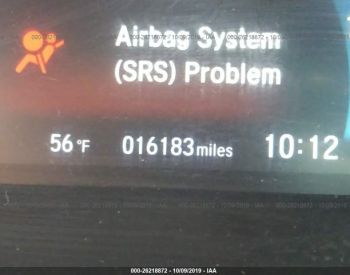 Airbag System
(SRS) Problem
56°F 016183 miles 10:12
000-26218872 - 10/09/2019 - IAA